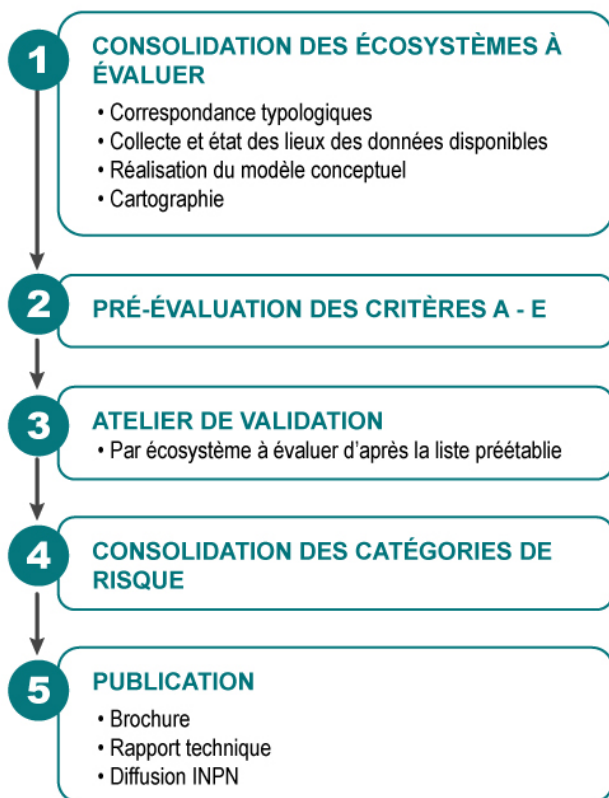 1
CONSOLIDATION DES ÉCOSYSTÈMES À
ÉVALUER
• Correspondance typologiques
• Collecte et état des lieux des données disponibles
• Réalisation du modèle conceptuel
• Cartographie
2
PRÉ-ÉVALUATION DES CRITÈRES A - E
3
ATELIER DE VALIDATION
• Par écosystème à évaluer d'après la liste préétablie
4
CONSOLIDATION DES CATÉGORIES DE
RISQUE
5
PUBLICATION
• Brochure
• Rapport technique
• Diffusion INPN